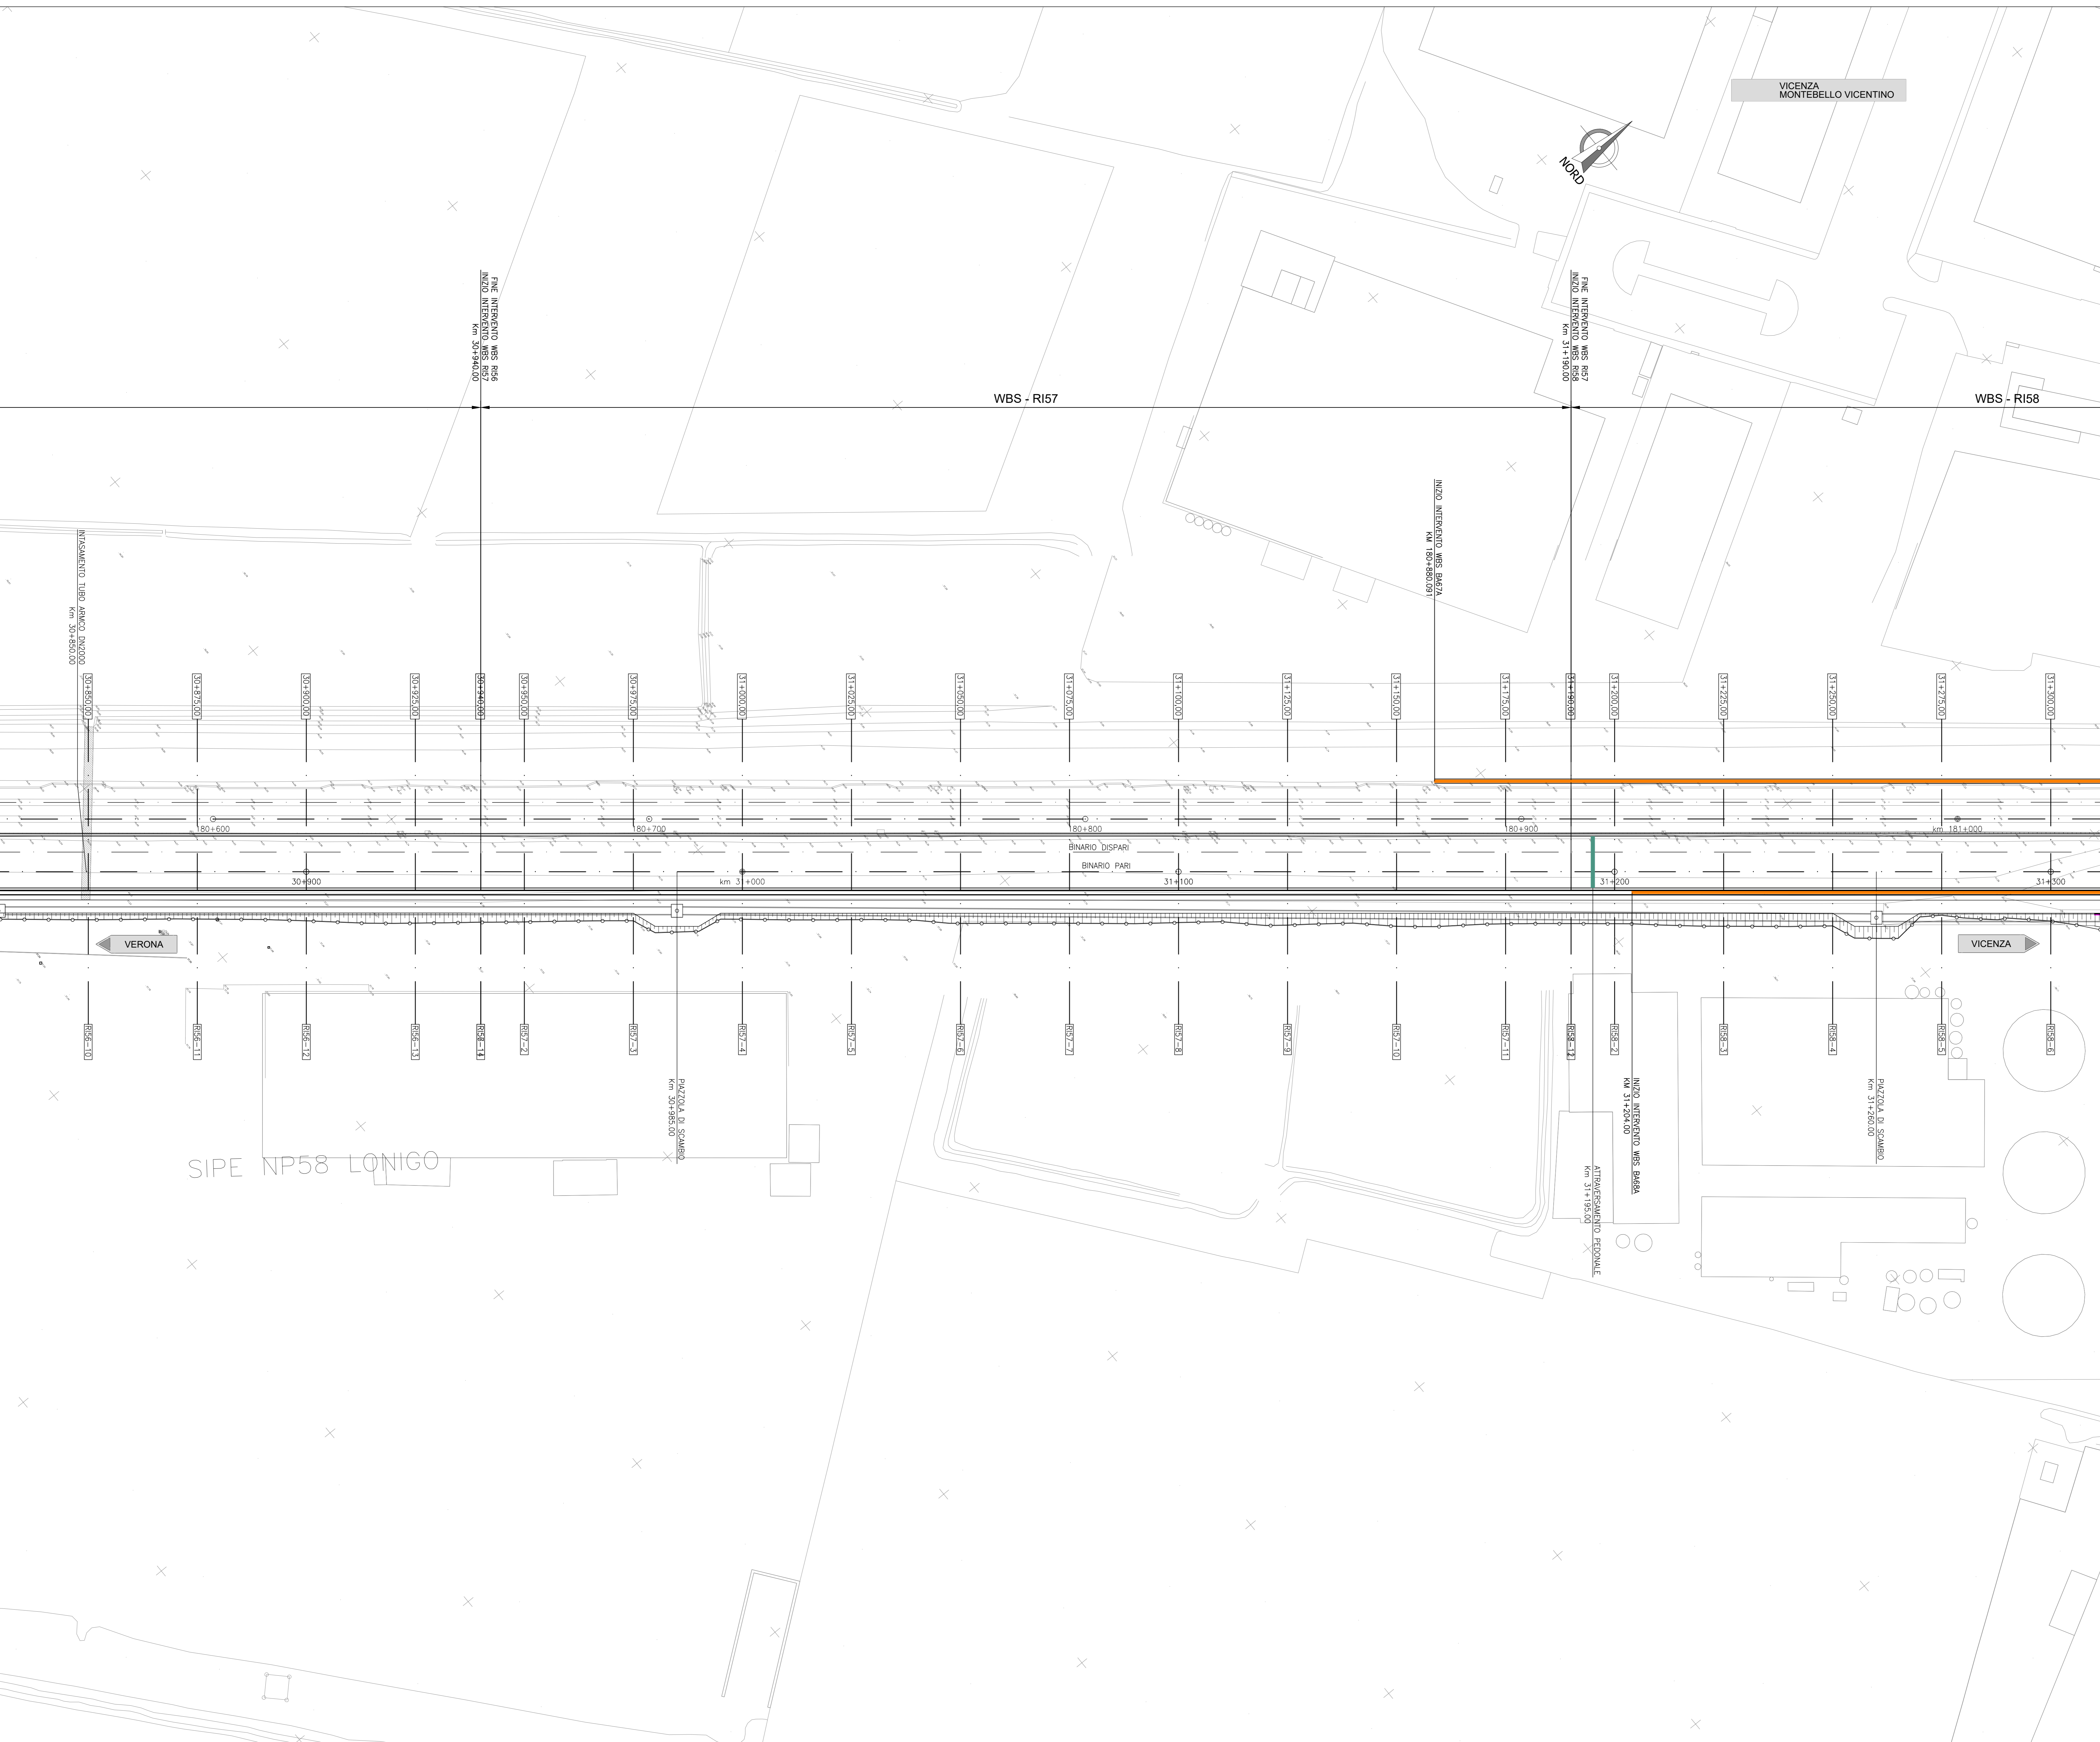 VICENZA
MONTEBELLO VICENTINO
NORD
FINE INTERVENTO WBS RI56
INIZIO INTERVENTO WBS RI57
Km 30+940.00
FINE INTERVENTO WBS RI57
INIZIO INTERVENTO WBS RI58
Km 31+190.00
WBS - RI57
WBS - RI58
INIZIO INTERVENTO WBS BA67A
KM 180+880.091
INTASAMENTO TUBO ARMCO DN2000
Km 30+850.00
30+850.00
30+875.00
30+900.00
30+925.00
30+940.00
30+950.00
30+975.00
31+000.00
31+025.00
31+050.00
31+075.00
31+100.00
31+125.00
31+150.00
31+175.00
31+190.00
31+200.00
31+225.00
31+250.00
31+275.00
31+300.00
180+600
180+700
180+800
180+900
km 181+000
BINARIO DISPARI
BINARIO PARI
30+900
km 31+000
31+100
31+200
31+300
VERONA
VICENZA
RI56-10
RI56-11
RI56-12
RI56-13
RI57-2
RI57-3
RI57-4
RI57-5
RI57-6
RI57-7
RI57-8
RI57-9
RI57-10
RI57-11
RI58-2
RI58-3
RI58-4
RI58-5
RI58-6
PIAZZOLA DI SCAMBIO
Km 30+985.00
INIZIO INTERVENTO WBS BA68A
KM 31+204.00
PIAZZOLA DI SCAMBIO
Km 31+260.00
ATTRAVERSAMENTO PEDONALE
Km 31+195.00
SIPE NP58 LONIGO